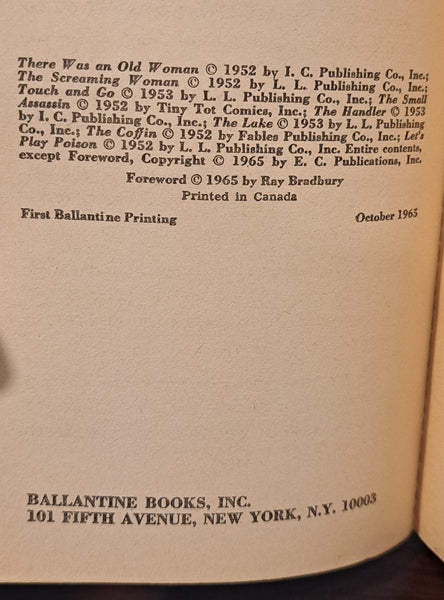 There Was an Old Woman © 1952 by I. C. Publishing Co., Inc.;
The Screaming Woman © 1952 by L. L. Publishing Co., Inc.;
Touch and Go © 1953 by L. L. Publishing Co., Inc.; The Small
Assassin © 1952 by Tiny Tot Comics, Inc.; The Handler © 1953
by I. C. Publishing Co., Inc.; The Lake © 1953 by L. L. Publishing
Co., Inc.; The Coffin © 1952 by Fables Publishing Co., Inc.; Let's
Play Poison © 1952 by L. L. Publishing Co., Inc. Entire contents,
except Foreword, Copyright © 1965 by E. C. Publications, Inc.
Foreword © 1965 by Ray Bradbury
Printed in Canada
First Ballantine Printing October 1965
BALLANTINE BOOKS, INC.
101 FIFTH AVENUE, NEW YORK, N.Y. 10003